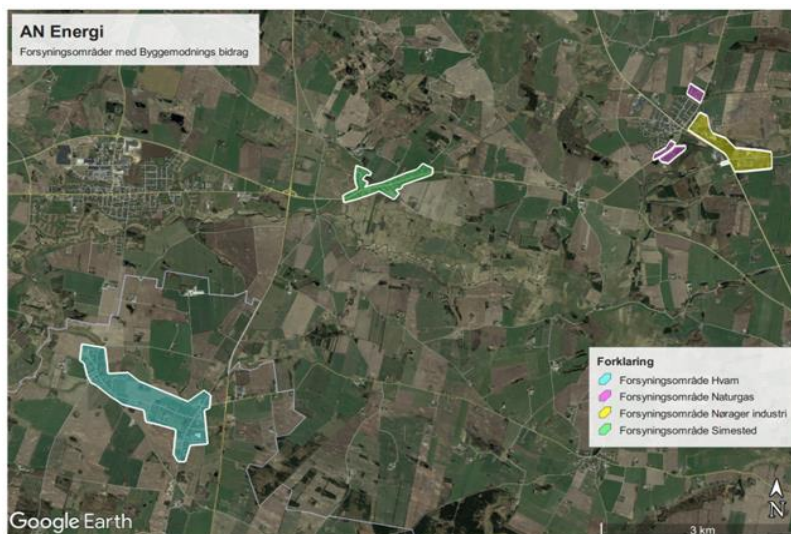 AN Energi
Forsyningsområder med Byggemodnings bidrag
Forklaring
Forsyningsområde Hvam
Forsyningsområde Naturgas
Forsyningsområde Nørager industri
Forsyningsområde Simested
N
Google Earth
3 km